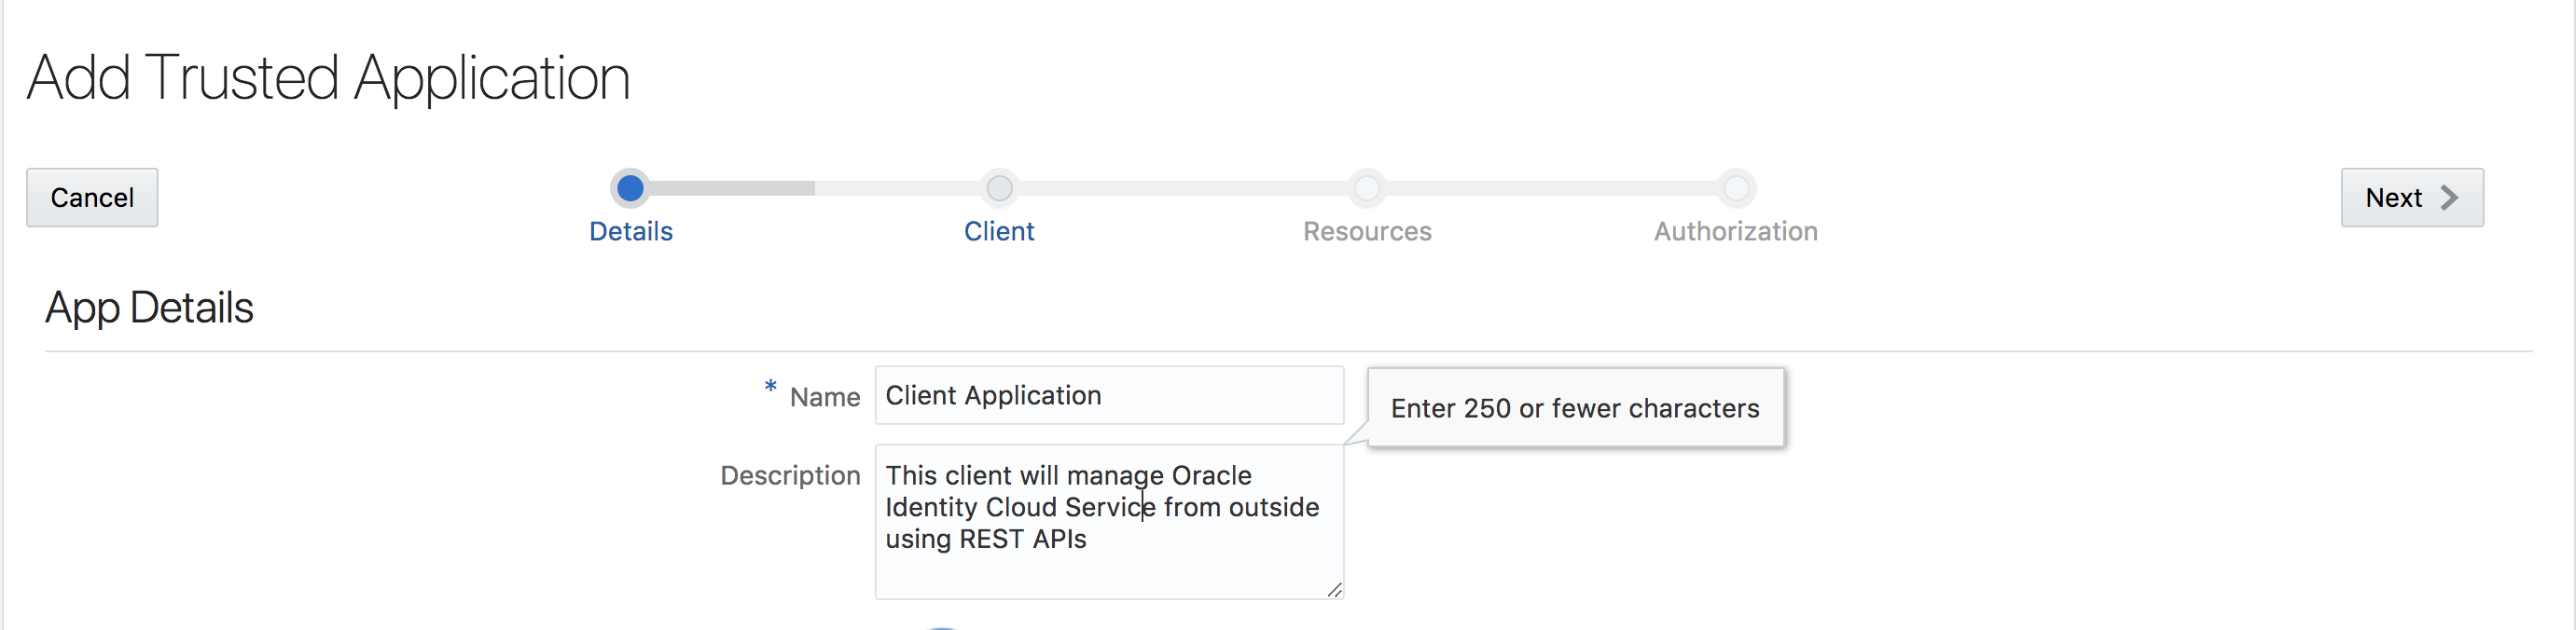 Add Trusted Application
Cancel
Details
Client
Resources
Authorization
Next
App Details
* Name
Client Application
Enter 250 or fewer characters
Description
This client will manage Oracle
Identity Cloud Service from outside
using REST APIs